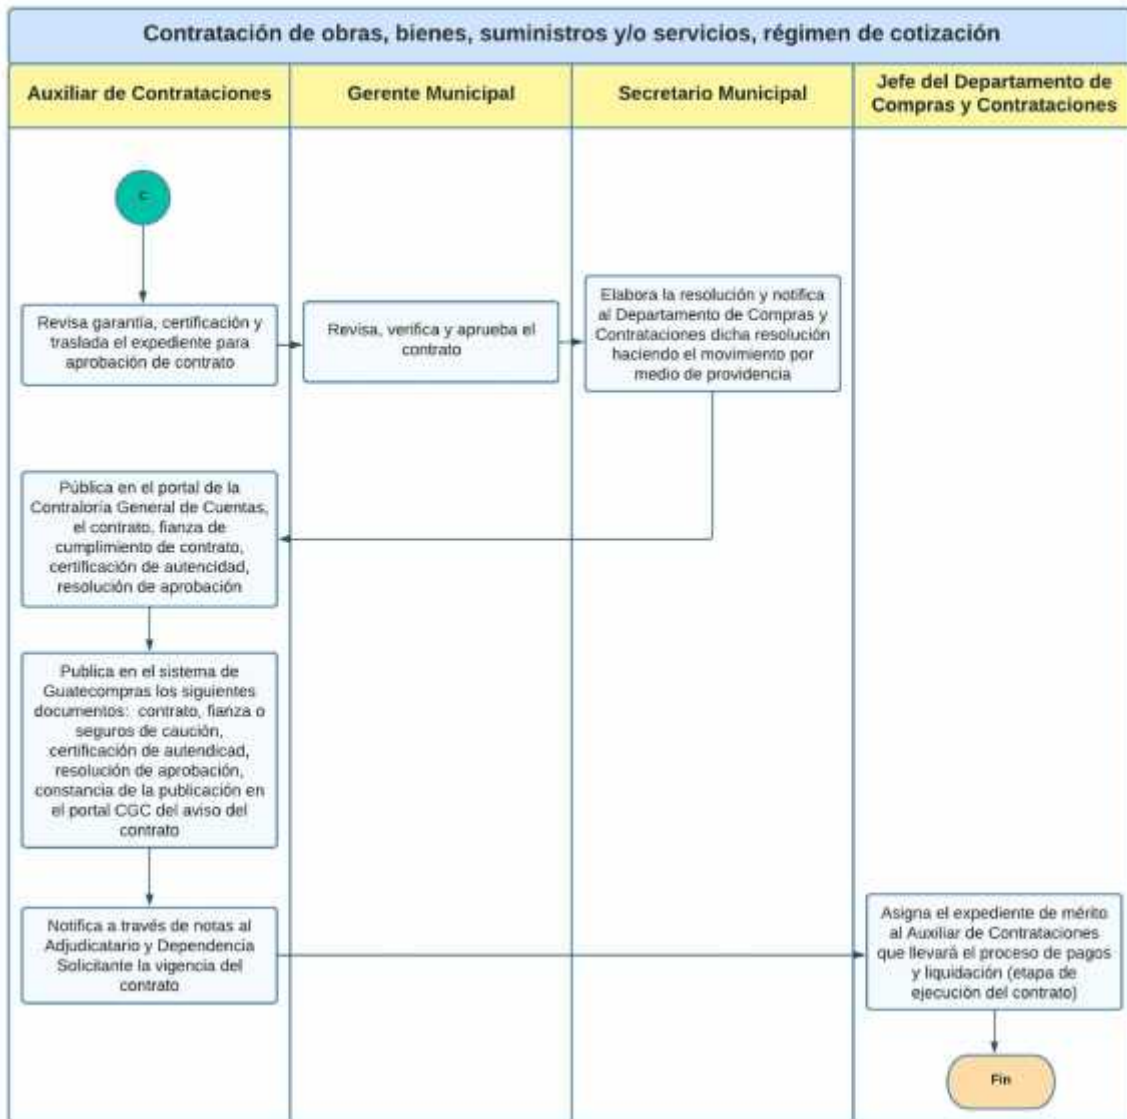 Contratación de obras, bienes, suministros y/o servicios, régimen de cotización
Auxiliar de Contrataciones
Gerente Municipal
Secretario Municipal
Jefe del Departamento de
Compras y Contrataciones
C
Revisa garantía, certificación y
traslada el expediente para
aprobación de contrato
Revisa, verifica y aprueba el
contrato
Elabora la resolución y notifica
al Departamento de Compras y
Contrataciones dicha resolución
haciendo el movimiento por
medio de providencia
Pública en el portal de la
Contraloría General de Cuentas,
el contrato, fianza de
cumplimiento de contrato,
certificación de autencidad,
resolución de aprobación
Publica en el sistema de
Guatecompras los siguientes
documentos: contrato, fianza o
seguros de caución,
certificación de autendicad,
resolución de aprobación,
constancia de la publicación en
el portal CGC del aviso del
contrato
Notifica a través de notas al
Adjudicatario y Dependencia
Solicitante la vigencia del
contrato
Asigna el expediente de mérito
al Auxiliar de Contrataciones
que llevará el proceso de pagos
y liquidación (etapa de
ejecución del contrato)
Fin